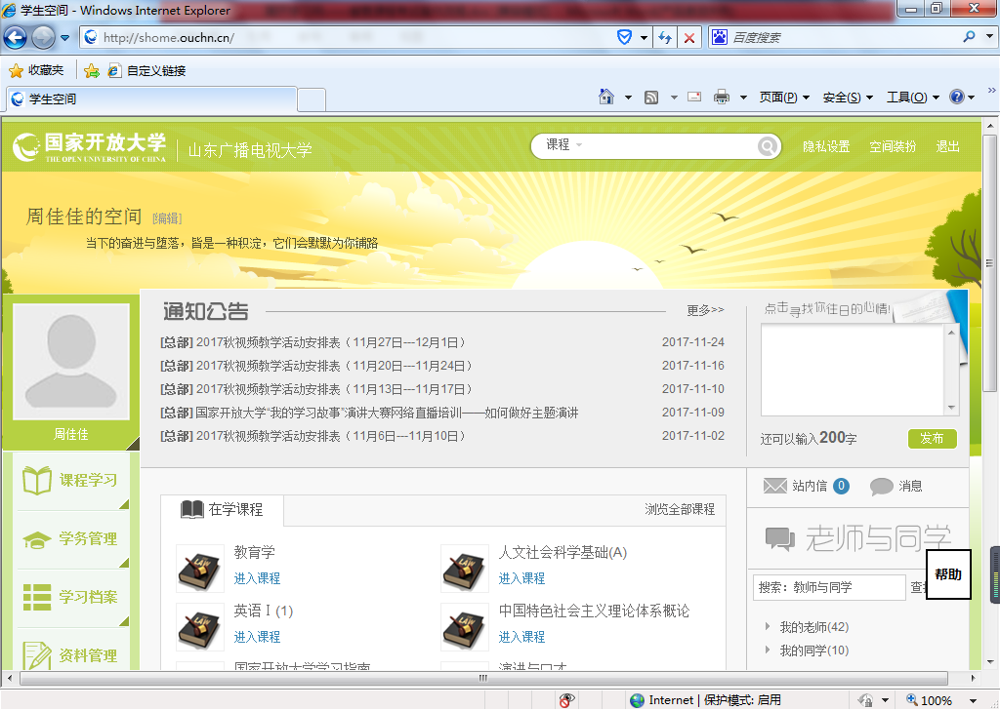 学生空间 - Windows Internet Explorer
http://shome.ouchn.cn/
百度搜索
收藏夹
自定义链接
学生空间
页面(P)
安全(S)
工具(O)
国家开放大学
THE OPEN UNIVERSITY OF CHINA
山东广播电视大学
课程
隐私设置
空间装扮
退出
周佳佳的空间 [编辑]
当下的奋进与堕落，皆是一种积淀，它们会默默为你铺路
周佳佳
课程学习
学务管理
学习档案
资料管理
通知公告
更多>>
[总部] 2017秋视频教学活动安排表（11月27日---12月1日） 2017-11-24
[总部] 2017秋视频教学活动安排表（11月20日---11月24日） 2017-11-16
[总部] 2017秋视频教学活动安排表（11月13日---11月17日） 2017-11-10
[总部] 国家开放大学“我的学习故事”演讲大赛网络直播培训——如何做好主题演讲 2017-11-09
[总部] 2017秋视频教学活动安排表（11月6日---11月10日） 2017-11-02
在学课程
浏览全部课程
教育学
进入课程
人文社会科学基础(A)
进入课程
英语Ⅰ(1)
进入课程
中国特色社会主义理论体系概论
进入课程
国家开放大学学习指南
演讲与口才
点击寻找你往日的心情!
还可以输入200字
发布
站内信 0
消息
老师与同学
搜索：教师与同学
帮助
我的老师(42)
我的同学(10)
Internet | 保护模式: 启用
100%